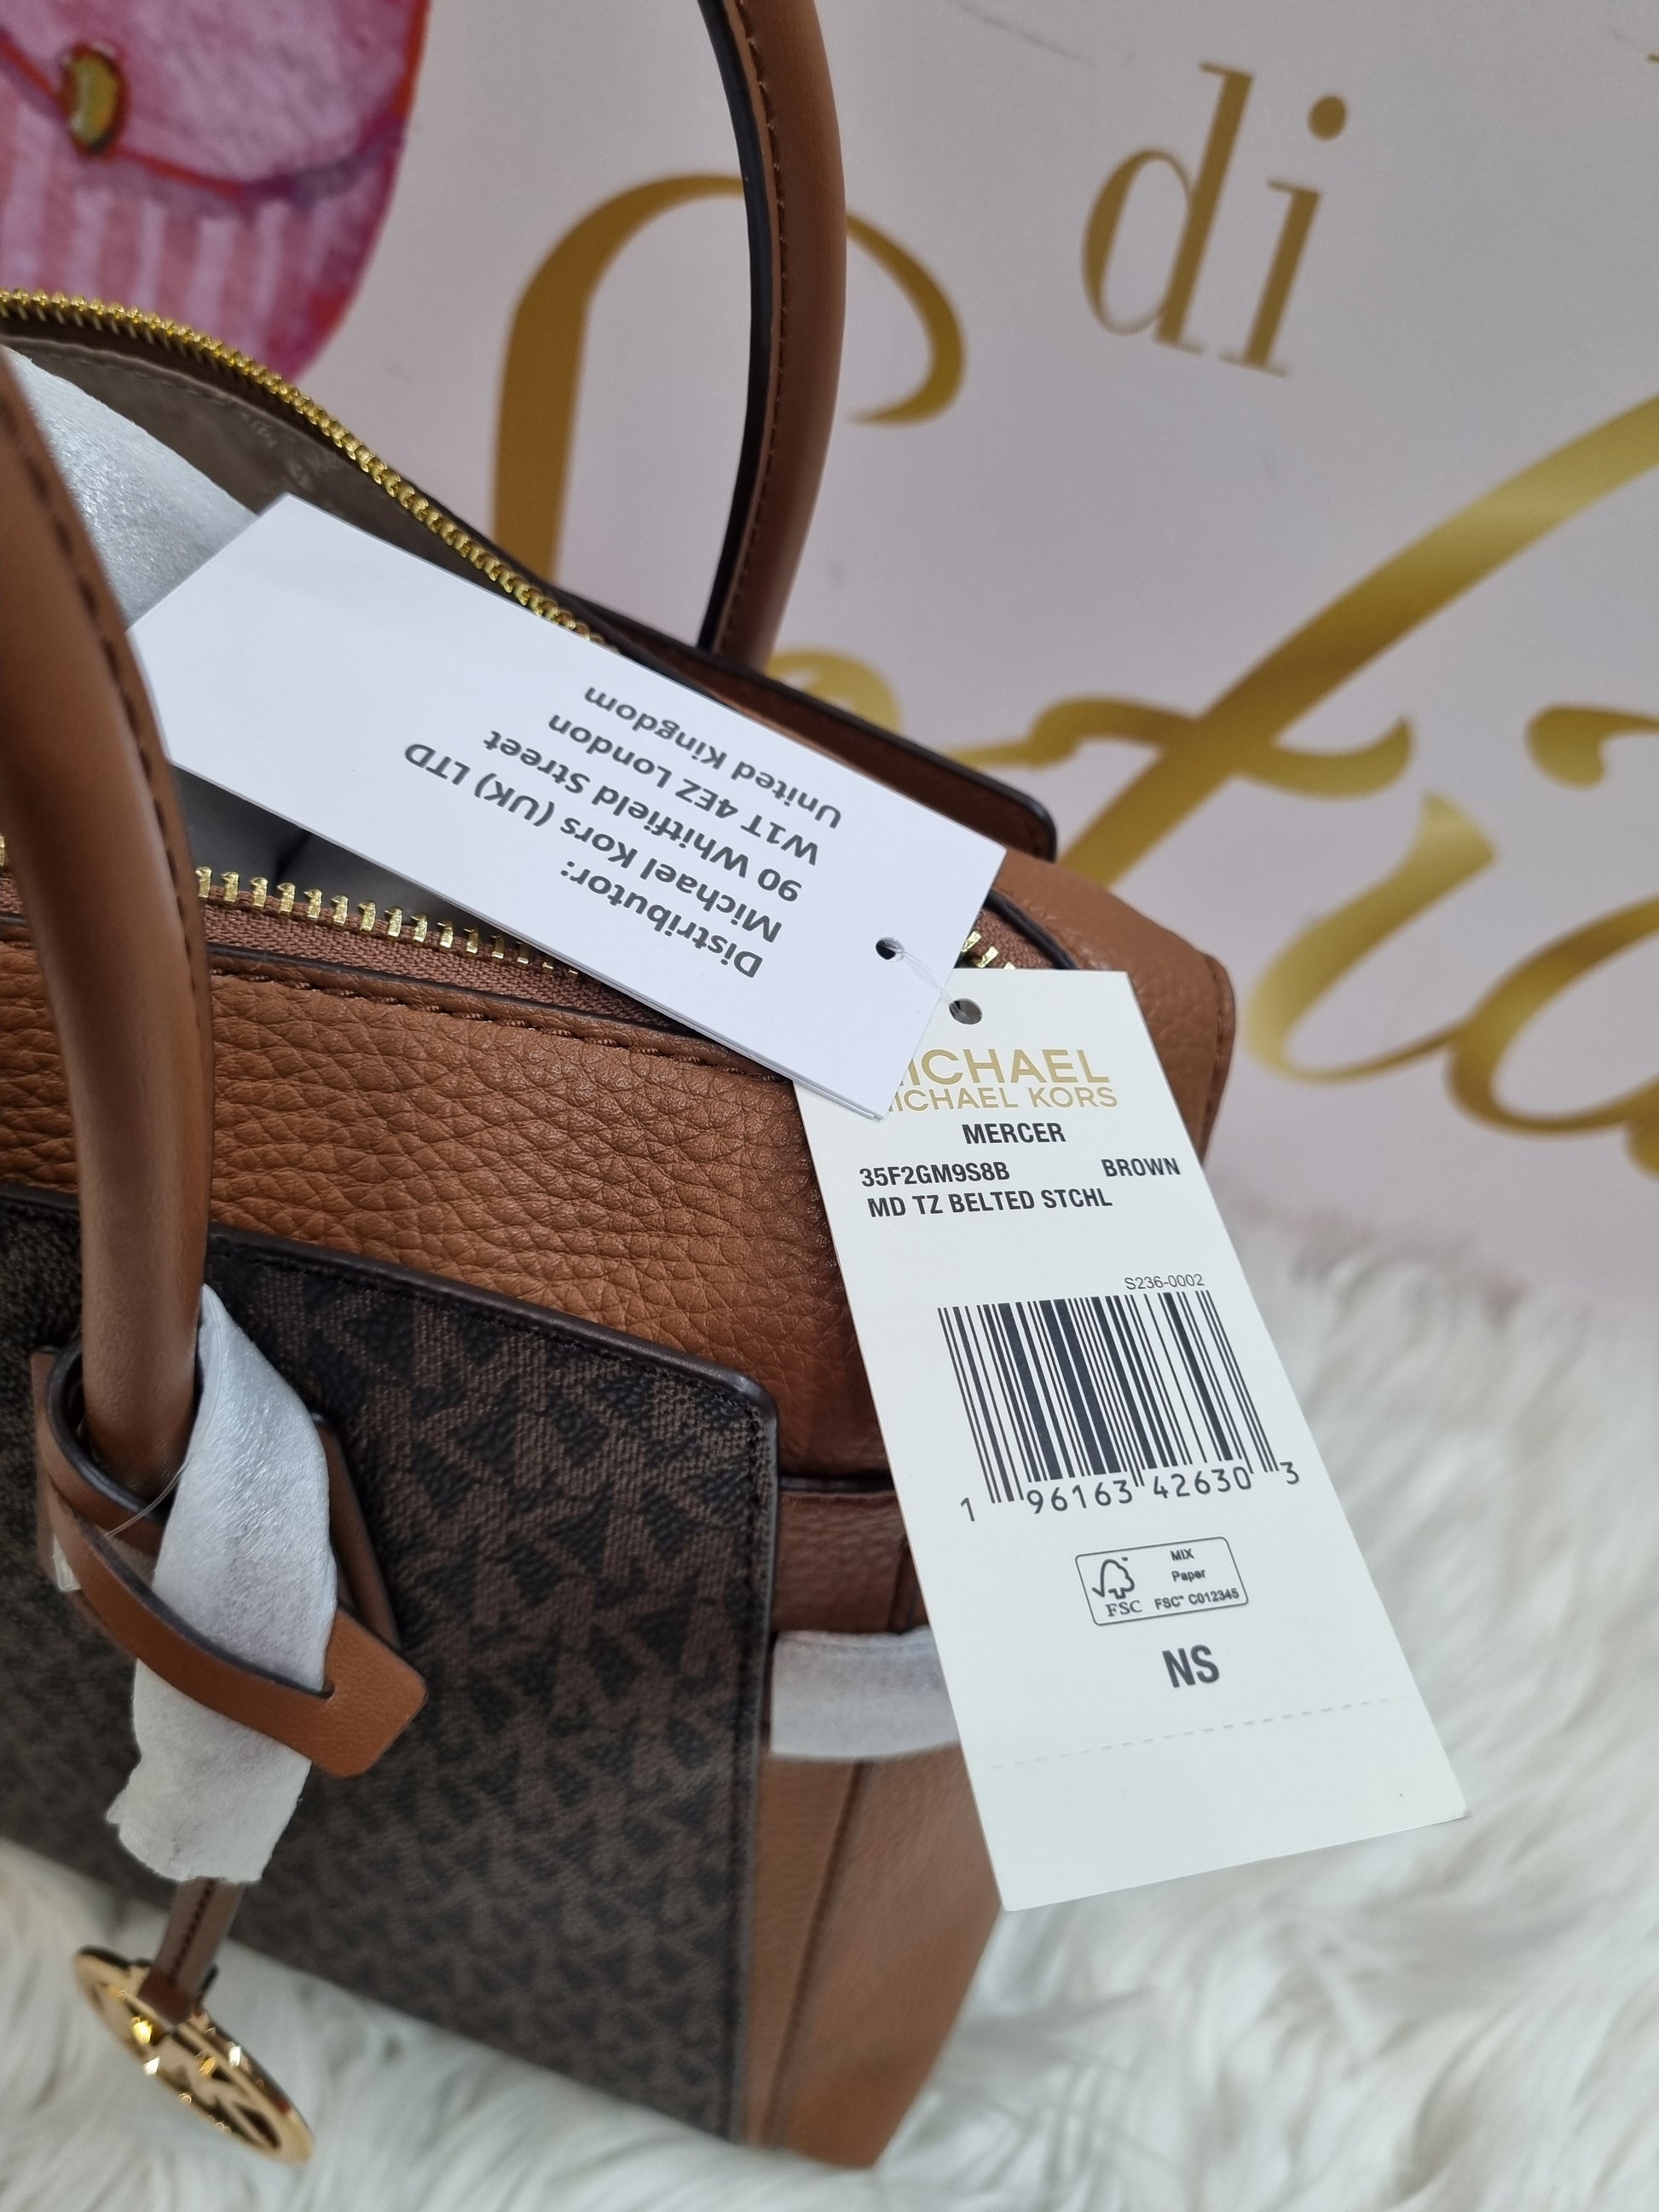 di
Distributor:
Michael Kors (UK) LTD
90 Whitfield Street
W1T 4EZ London
United Kingdom
MICHAEL
MICHAEL KORS
MERCER
35F2GM9S8B BROWN
MD TZ BELTED STCHL
S236-0002
1 96163 42630 3
MIX
Paper
FSC™ C012345
FSC
NS